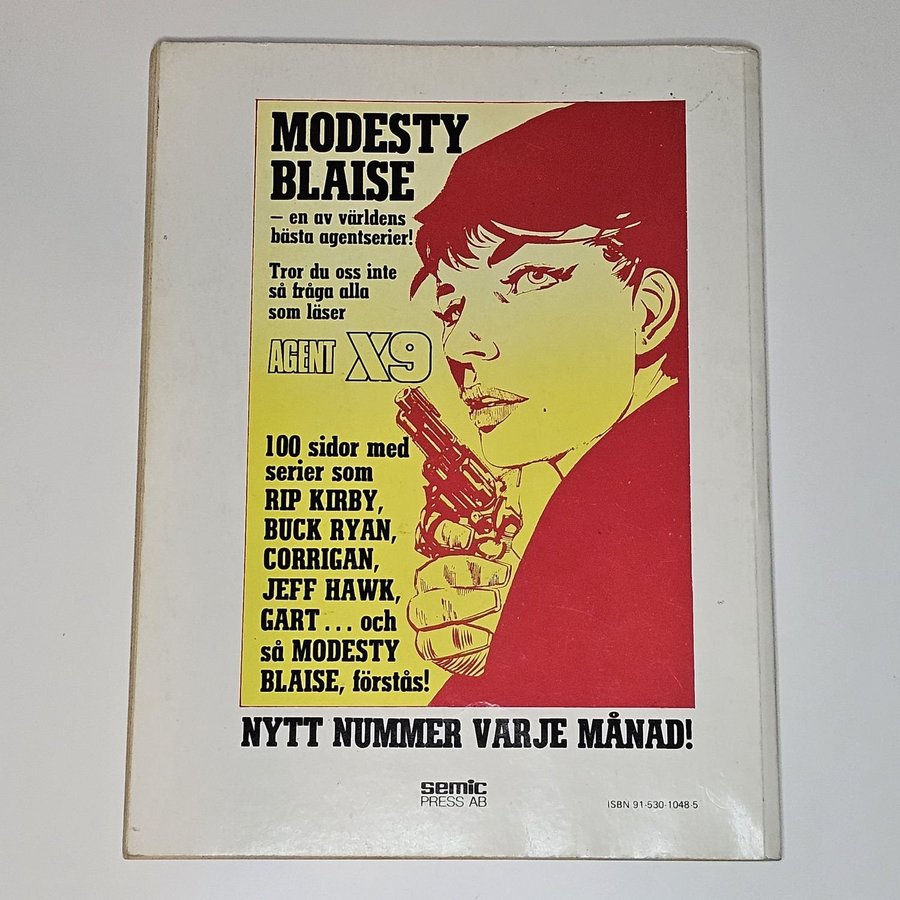 MODESTY
BLAISE
– en av världens
bästa agentserier!
Tror du oss inte
så fråga alla
som läser
AGENT X9
100 sidor med
serier som
RIP KIRBY,
BUCK RYAN,
CORRIGAN,
JEFF HAWK,
GART ... och
så MODESTY
BLAISE, förstås!
NYTT NUMMER VARJE MÅNAD!
semic
PRESS AB
ISBN 91-530-1048-5